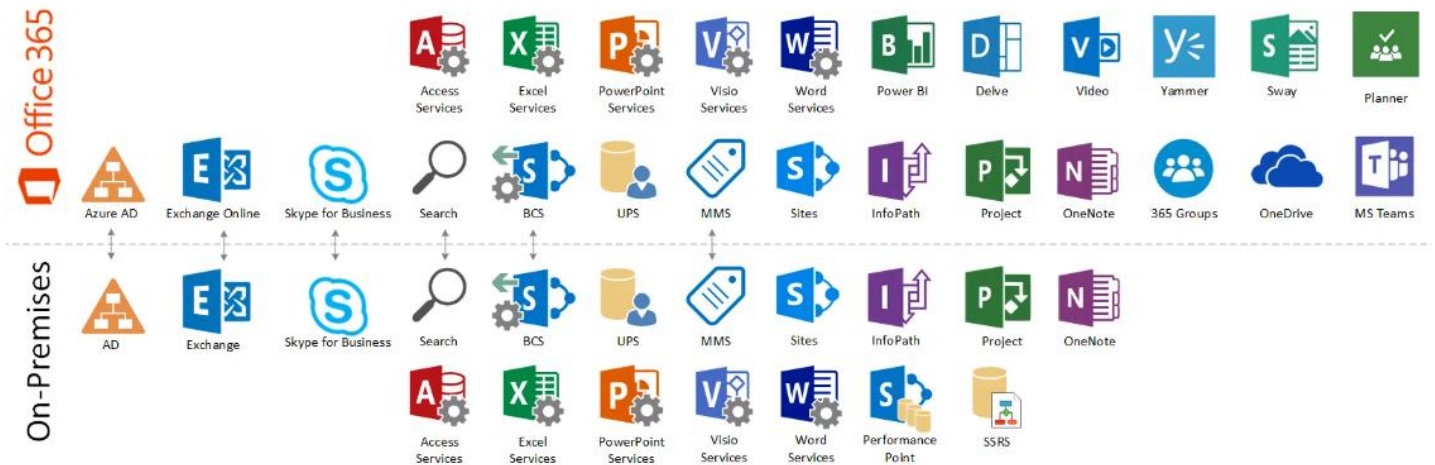 Office 365
Access Services
Excel Services
PowerPoint Services
Visio Services
Word Services
Power BI
Delve
Video
Yammer
Sway
Planner
Azure AD
Exchange Online
Skype for Business
Search
BCS
UPS
MMS
Sites
InfoPath
Project
OneNote
365 Groups
OneDrive
MS Teams
On-Premises
AD
Exchange
Skype for Business
Search
BCS
UPS
MMS
Sites
InfoPath
Project
OneNote
Access Services
Excel Services
PowerPoint Services
Visio Services
Word Services
Performance Point
SSRS